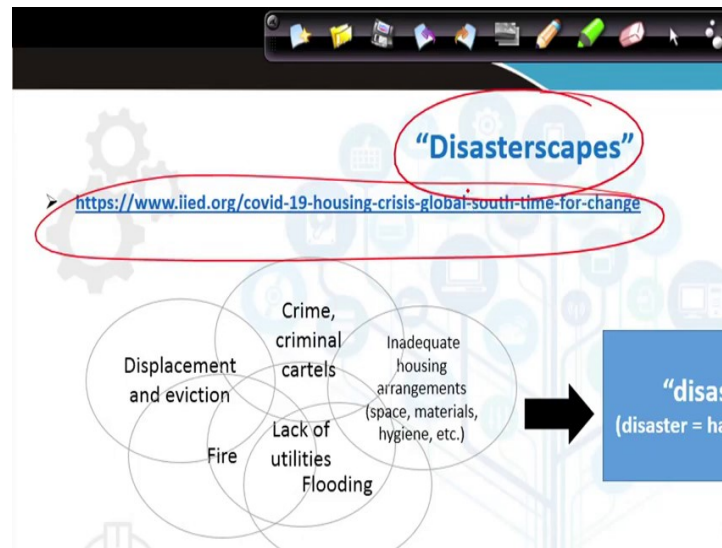 “Disasterscapes”
https://www.iied.org/covid-19-housing-crisis-global-south-time-for-change
Crime,
criminal
cartels
Displacement
and eviction
Inadequate
housing
arrangements
(space, materials,
hygiene, etc.)
Fire
Lack of
utilities
Flooding
“disas
(disaster = ha